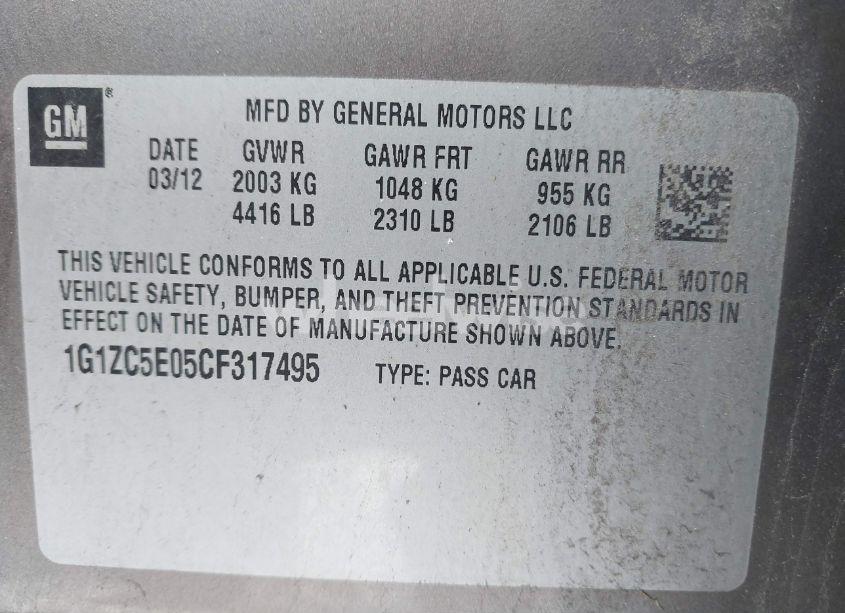 GM®
MFD BY GENERAL MOTORS LLC
DATE GVWR GAWR FRT GAWR RR
03/12 2003 KG 1048 KG 955 KG
4416 LB 2310 LB 2106 LB
THIS VEHICLE CONFORMS TO ALL APPLICABLE U.S. FEDERAL MOTOR
VEHICLE SAFETY, BUMPER, AND THEFT PREVENTION STANDARDS IN
EFFECT ON THE DATE OF MANUFACTURE SHOWN ABOVE.
1G1ZC5E05CF317495 TYPE: PASS CAR